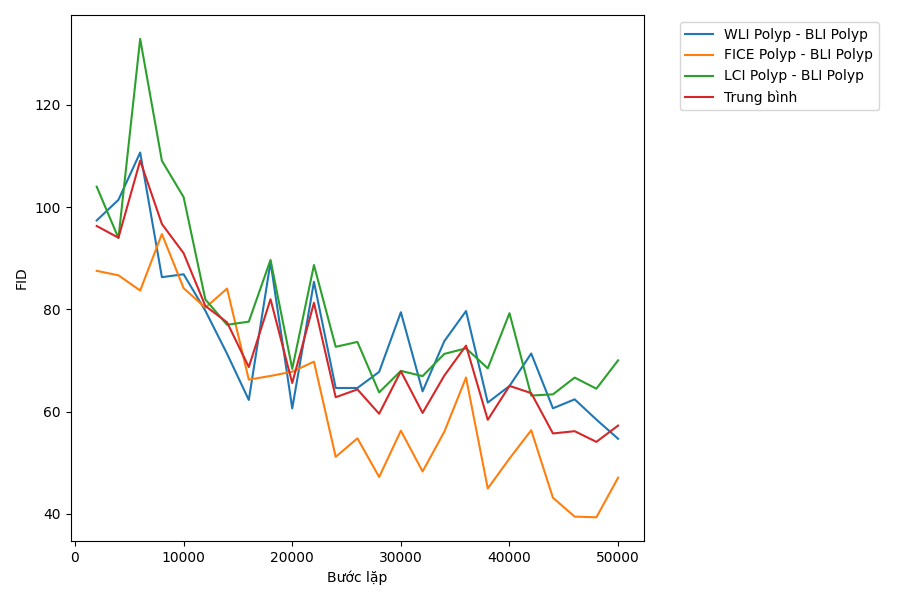 WLI Polyp - BLI Polyp
FICE Polyp - BLI Polyp
LCI Polyp - BLI Polyp
Trung bình
120
100
80
60
40
FID
0 10000 20000 30000 40000 50000
Bước lặp